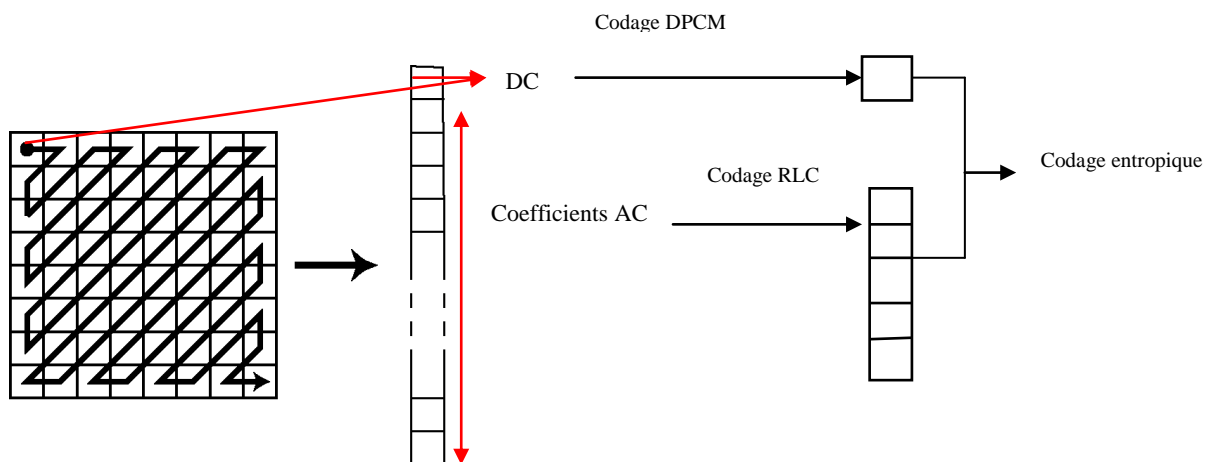 Codage DPCM
DC
Codage RLC
Codage entropique
Coefficients AC